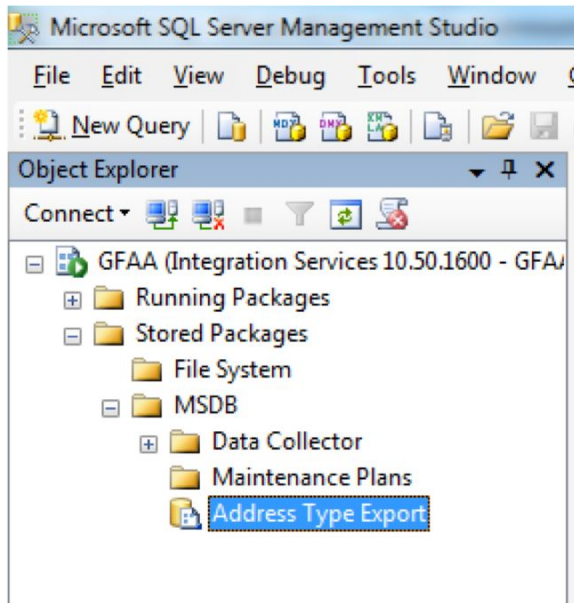 Microsoft SQL Server Management Studio
File Edit View Debug Tools Window
New Query
Object Explorer
Connect
GFAA (Integration Services 10.50.1600 - GFAA
Running Packages
Stored Packages
File System
MSDB
Data Collector
Maintenance Plans
Address Type Export